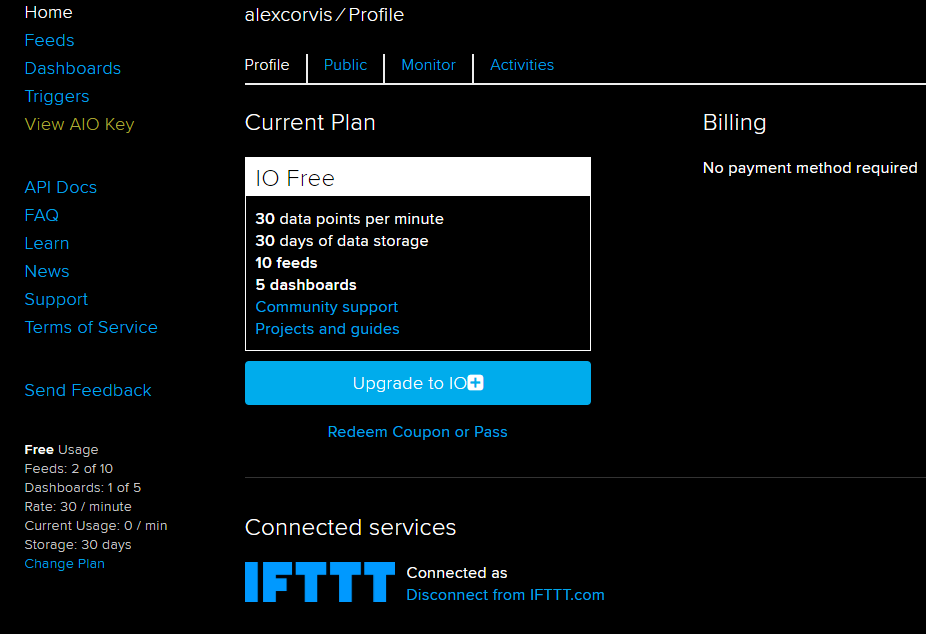 Home
Feeds
Dashboards
Triggers
View AIO Key
API Docs
FAQ
Learn
News
Support
Terms of Service
Send Feedback
Free Usage
Feeds: 2 of 10
Dashboards: 1 of 5
Rate: 30 / minute
Current Usage: 0 / min
Storage: 30 days
Change Plan
alexcorvis / Profile
Profile
Public
Monitor
Activities
Current Plan
IO Free
30 data points per minute
30 days of data storage
10 feeds
5 dashboards
Community support
Projects and guides
Upgrade to IO+
Redeem Coupon or Pass
Billing
No payment method required
Connected services
IFTTT
Connected as
Disconnect from IFTTT.com